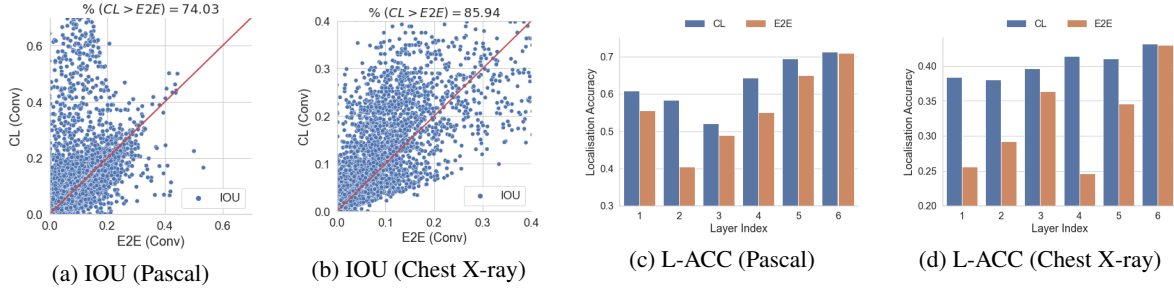 % (CL > E2E) = 74.03
CL (Conv)
0.6
0.4
0.2
0.0
0.0 0.2 0.4 0.6
E2E (Conv)
IOU
(a) IOU (Pascal)
% (CL > E2E) = 85.94
CL (Conv)
0.4
0.3
0.2
0.1
0.0
0.0 0.1 0.2 0.3 0.4
E2E (Conv)
IOU
(b) IOU (Chest X-ray)
CL E2E
Localisation Accuracy
0.7
0.6
0.5
0.4
0.3
1 2 3 4 5 6
Layer Index
(c) L-ACC (Pascal)
CL E2E
Localisation Accuracy
0.40
0.35
0.30
0.25
0.20
1 2 3 4 5 6
Layer Index
(d) L-ACC (Chest X-ray)